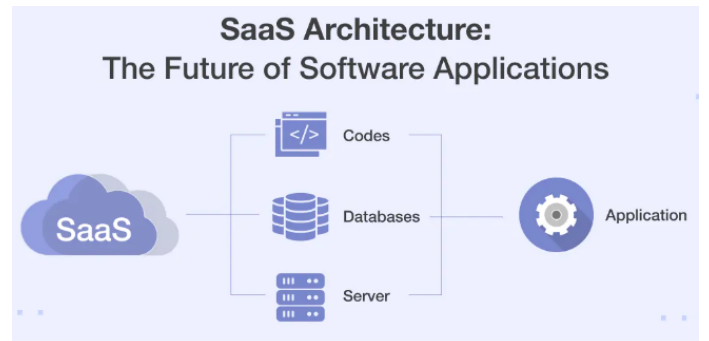 SaaS Architecture:
The Future of Software Applications
SaaS
</>
Codes
Databases
Server
Application